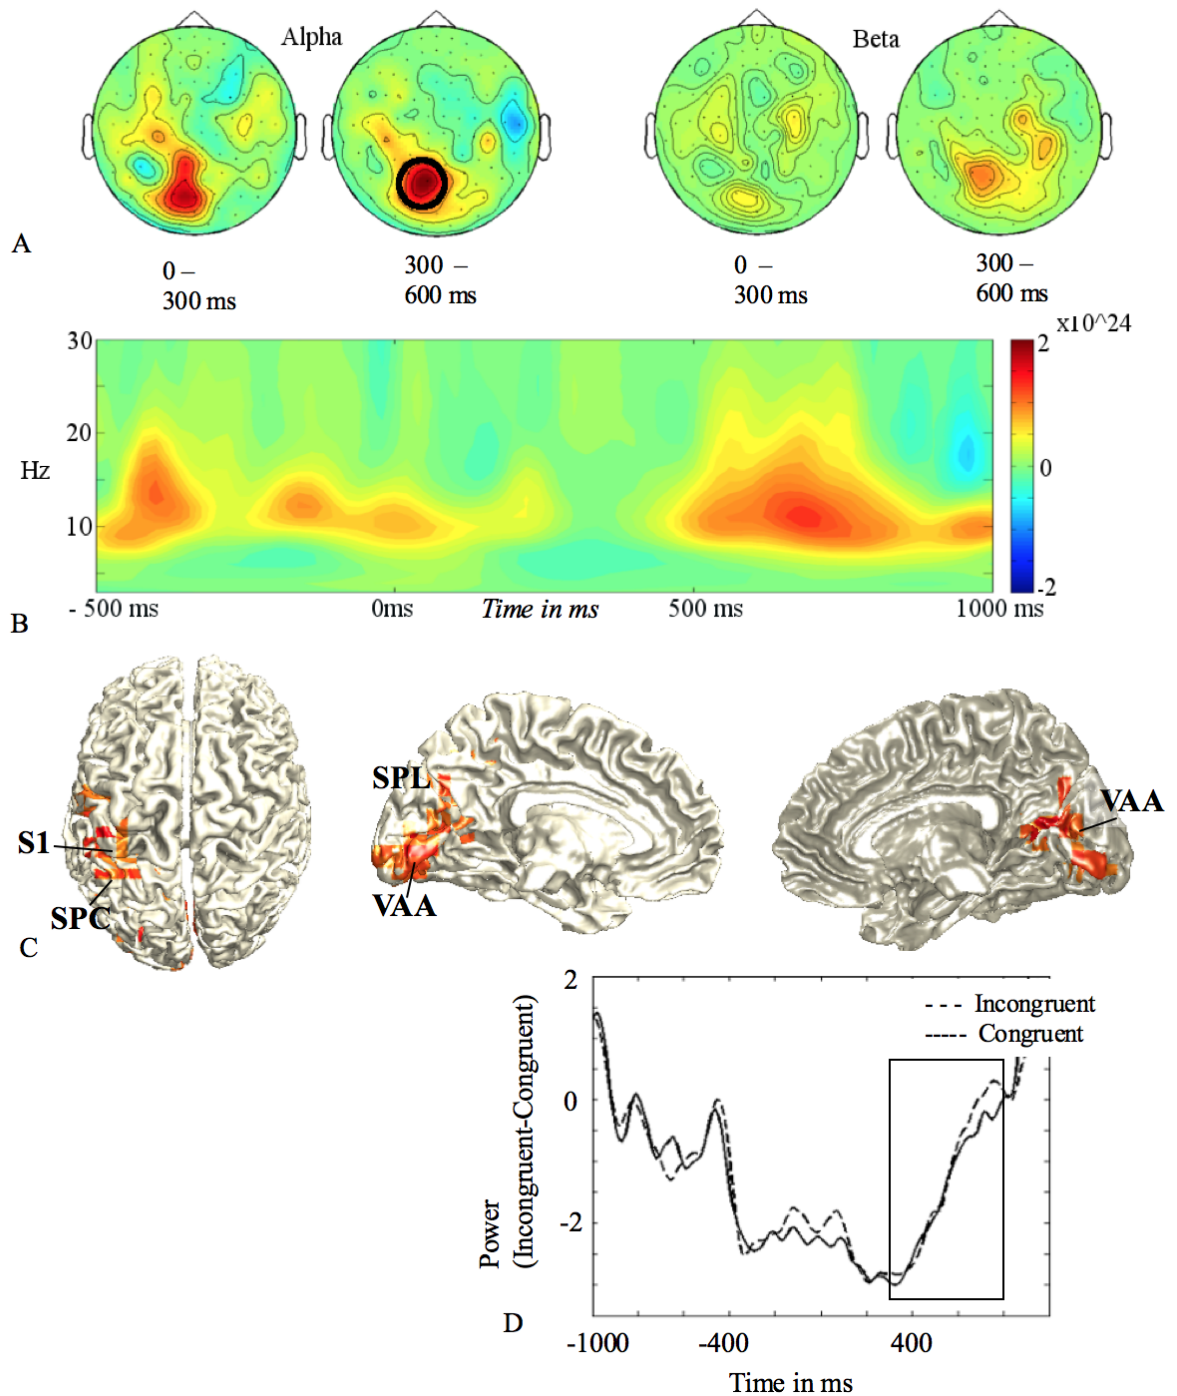 Alpha
Beta
A
0 –
300 ms
300 –
600 ms
0 –
300 ms
300 –
600 ms
x10^24
30
20
Hz
10
2
0
-2
- 500 ms
0ms
Time in ms
500 ms
1000 ms
B
S1
SPC
SPL
VAA
VAA
C
2
0
-2
Power
(Incongruent-Congruent)
--- Incongruent
----- Congruent
D
-1000
-400
400
Time in ms